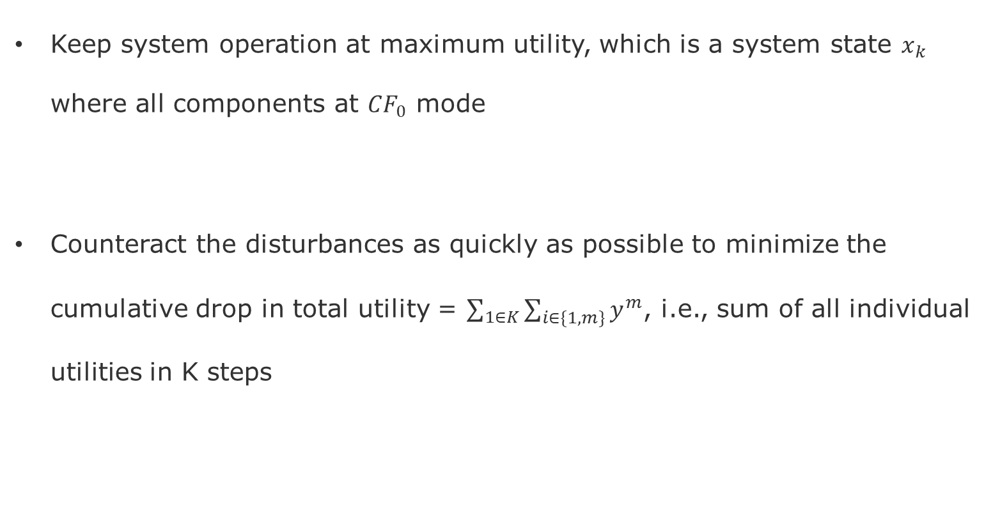 • Keep system operation at maximum utility, which is a system state $x_k$
where all components at $CF_0$ mode
• Counteract the disturbances as quickly as possible to minimize the
cumulative drop in total utility = $\sum_{1 \in K} \sum_{i \in \{1,m\}} y^m$, i.e., sum of all individual
utilities in K steps